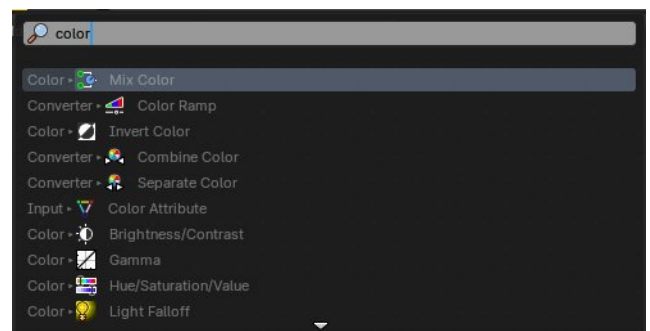 color
Color ▸ Mix Color
Converter ▸ Color Ramp
Color ▸ Invert Color
Converter ▸ Combine Color
Converter ▸ Separate Color
Input ▸ Color Attribute
Color ▸ Brightness/Contrast
Color ▸ Gamma
Color ▸ Hue/Saturation/Value
Color ▸ Light Falloff